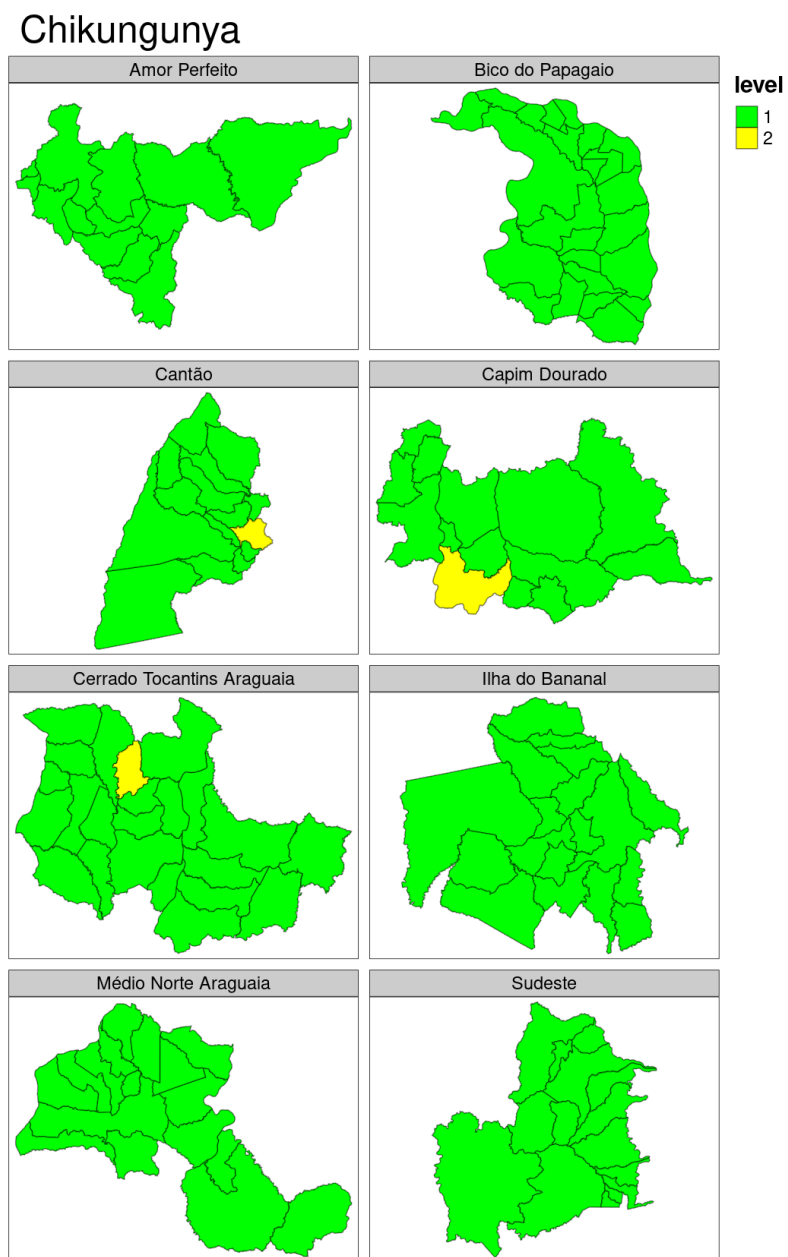 Chikungunya
Amor Perfeito
Bico do Papagaio
level
1
2
Cantão
Capim Dourado
Cerrado Tocantins Araguaia
Ilha do Bananal
Médio Norte Araguaia
Sudeste